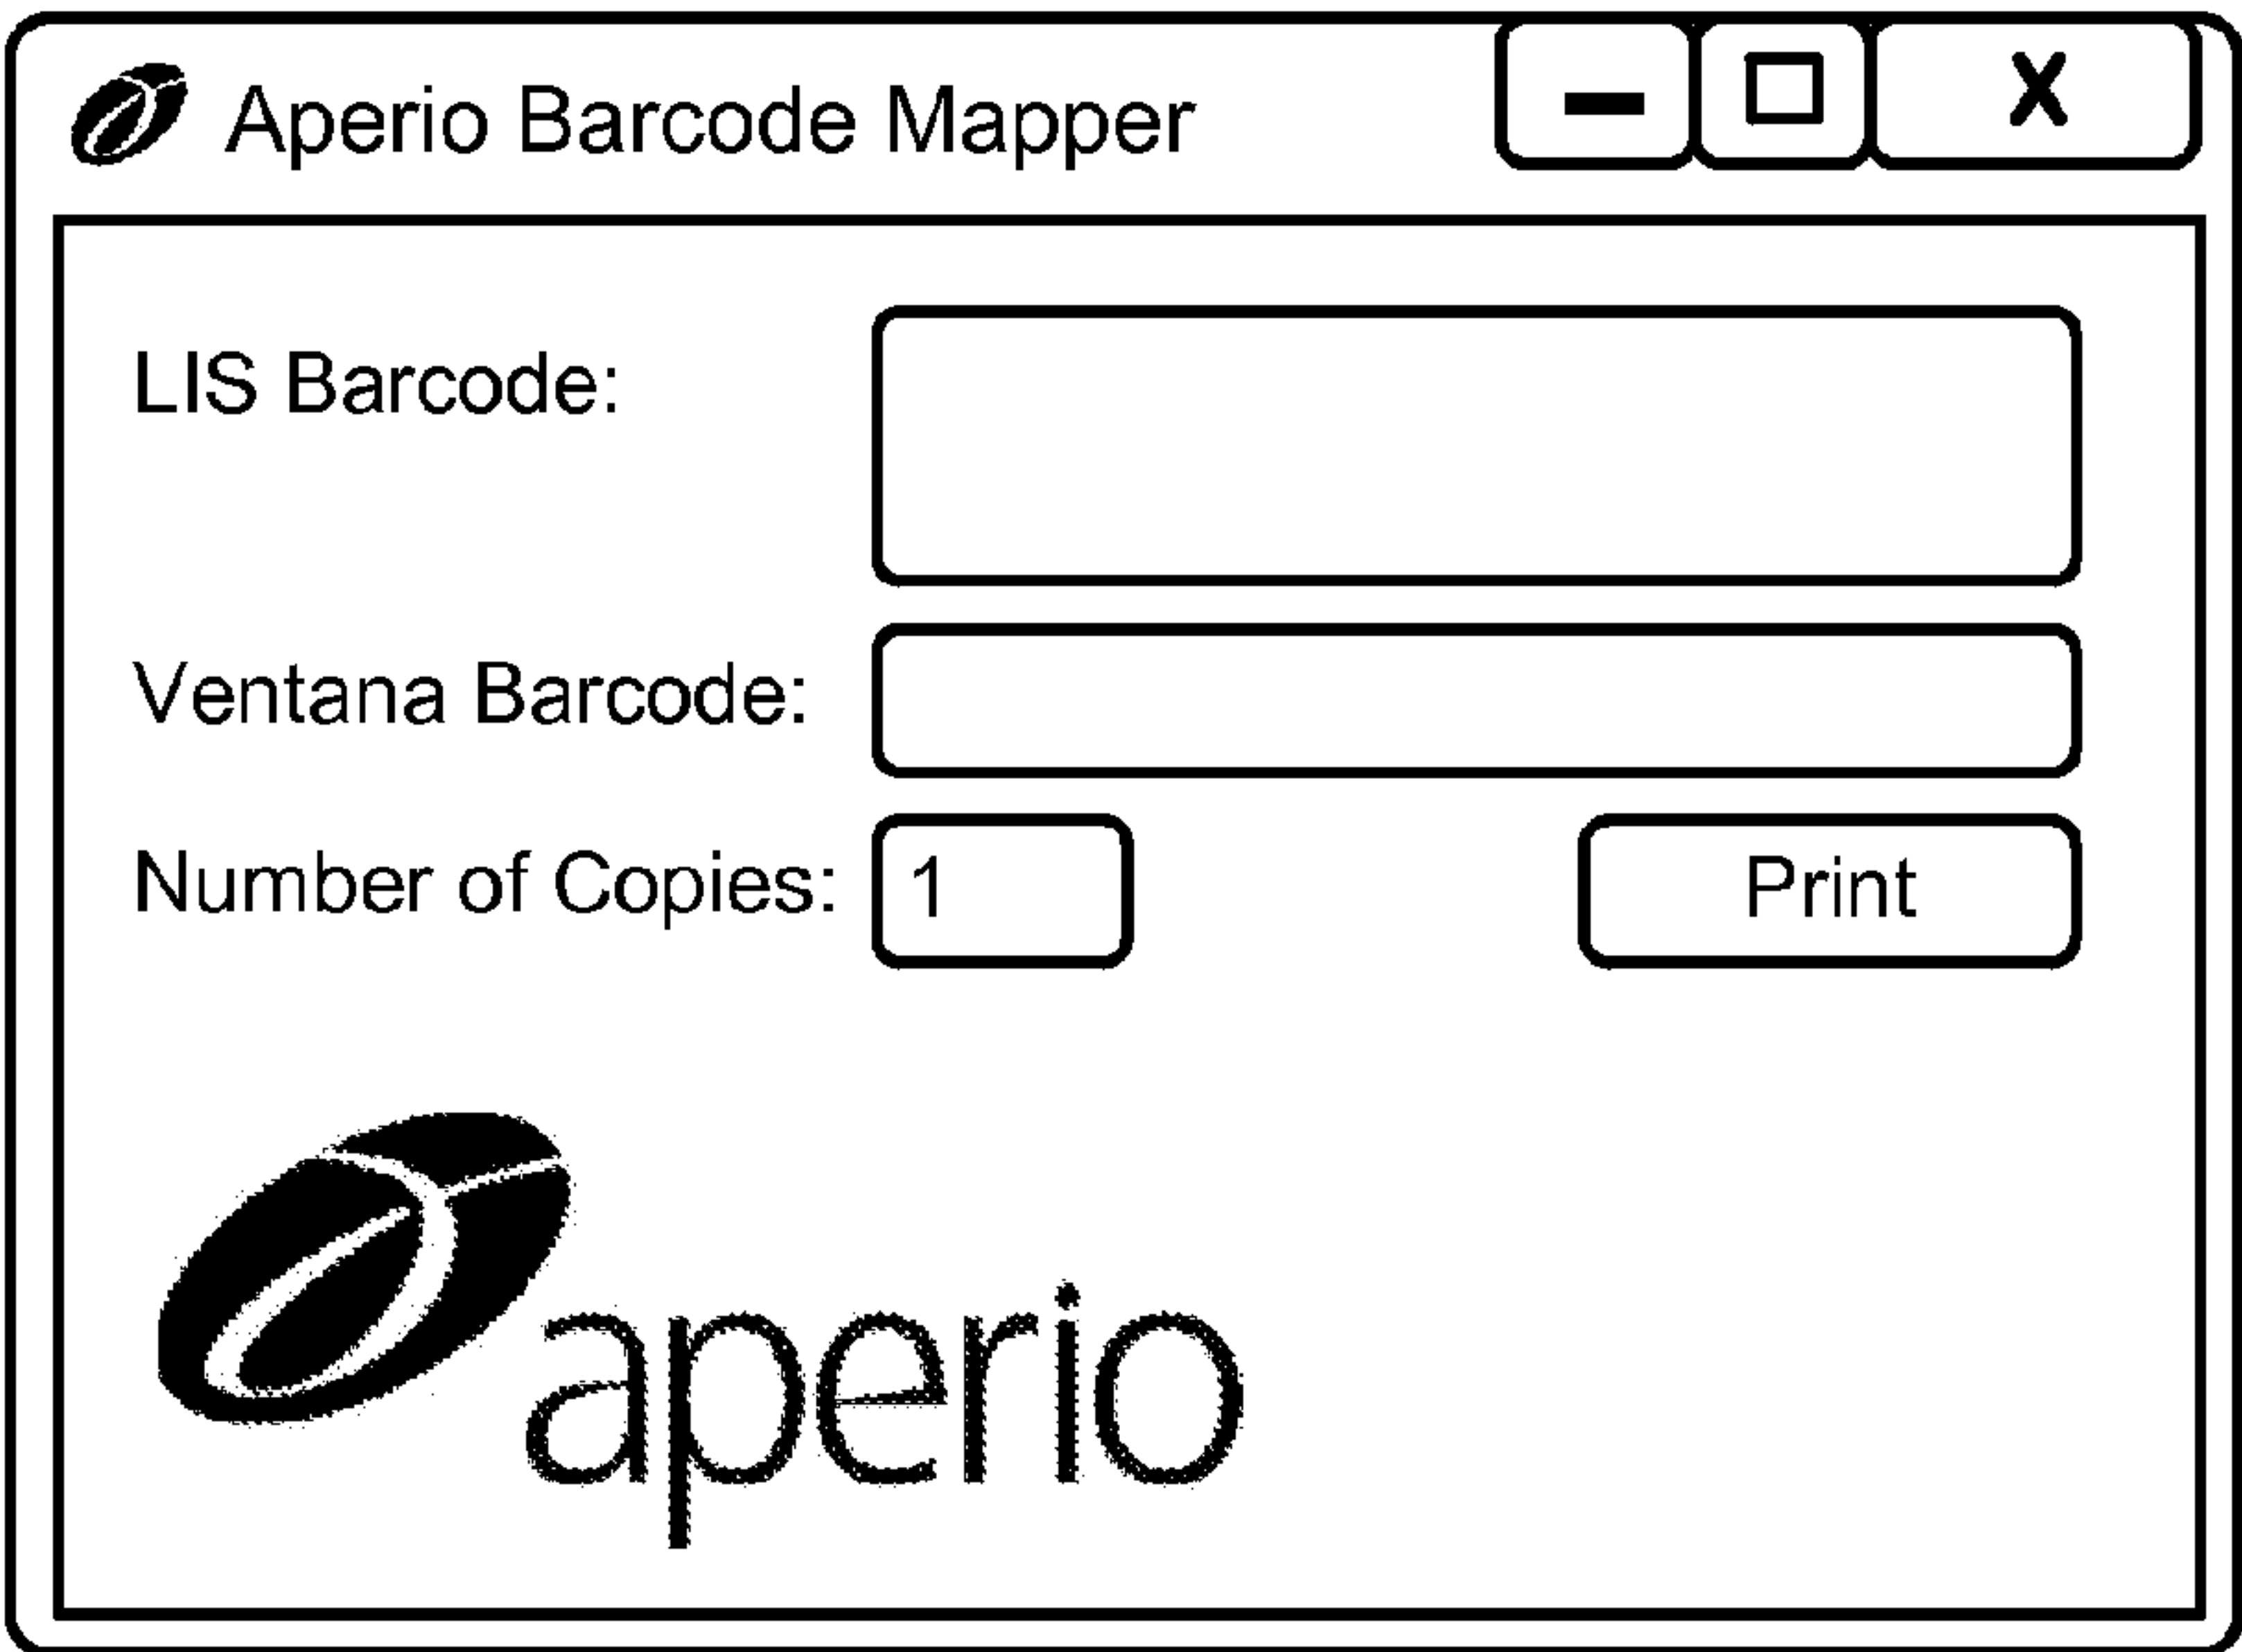 Aperio Barcode Mapper
LIS Barcode:
Ventana Barcode:
Number of Copies: 1 Print
aperio